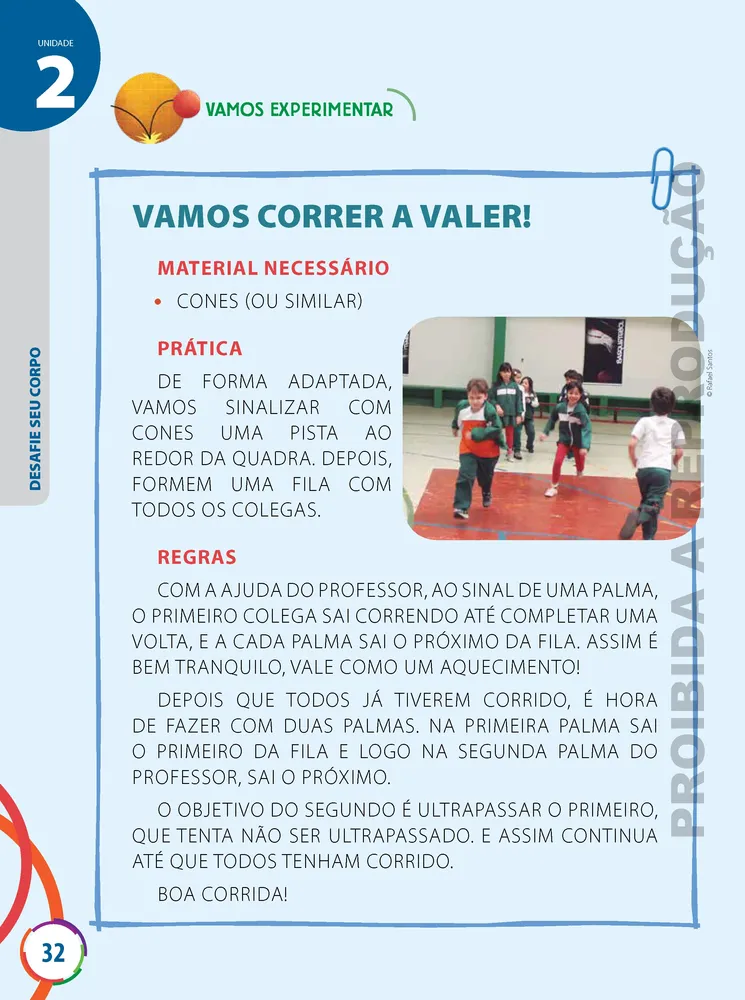 UNIDADE
2
VAMOS EXPERIMENTAR
VAMOS CORRER A VALER!
MATERIAL NECESSÁRIO
• CONES (OU SIMILAR)
PRÁTICA
DE FORMA ADAPTADA,
VAMOS SINALIZAR COM
CONES UMA PISTA AO
REDOR DA QUADRA. DEPOIS,
FORMEM UMA FILA COM
TODOS OS COLEGAS.
BASQUETEBOL
© Rafael Santos
REGRAS
COM A AJUDA DO PROFESSOR, AO SINAL DE UMA PALMA,
O PRIMEIRO COLEGA SAI CORRENDO ATÉ COMPLETAR UMA
VOLTA, E A CADA PALMA SAI O PRÓXIMO DA FILA. ASSIM É
BEM TRANQUILO, VALE COMO UM AQUECIMENTO!
DEPOIS QUE TODOS JÁ TIVEREM CORRIDO, É HORA
DE FAZER COM DUAS PALMAS. NA PRIMEIRA PALMA SAI
O PRIMEIRO DA FILA E LOGO NA SEGUNDA PALMA DO
PROFESSOR, SAI O PRÓXIMO.
O OBJETIVO DO SEGUNDO É ULTRAPASSAR O PRIMEIRO,
QUE TENTA NÃO SER ULTRAPASSADO. E ASSIM CONTINUA
ATÉ QUE TODOS TENHAM CORRIDO.
BOA CORRIDA!
DESAFIE SEU CORPO
PROIBIDA A REPRODUÇÃO
32